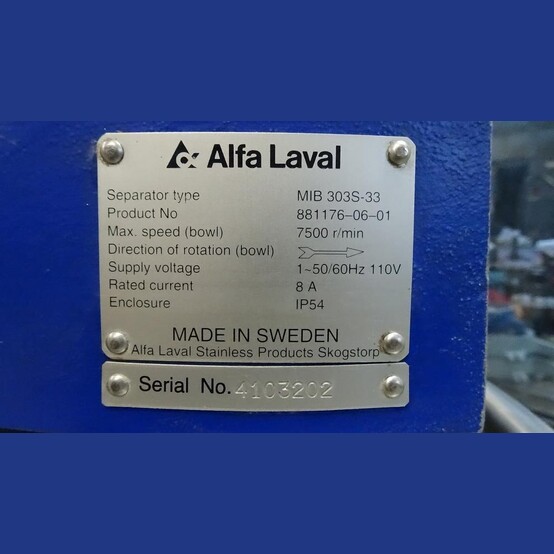 Alfa Laval
Separator type MIB 303S-33
Product No 881176-06-01
Max. speed (bowl) 7500 r/min
Direction of rotation (bowl)
Supply voltage 1~50/60Hz 110V
Rated current 8 A
Enclosure IP54
MADE IN SWEDEN
Alfa Laval Stainless Products Skogstorp
Serial No. 4103202